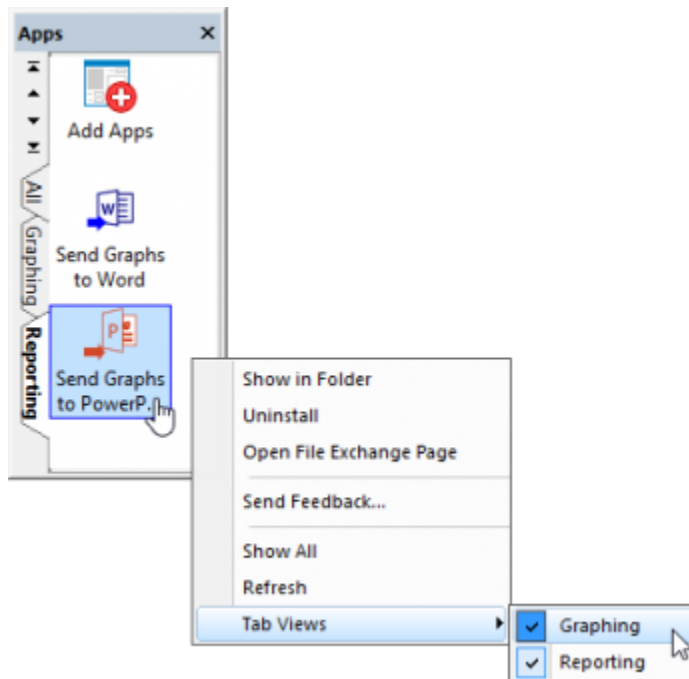 Apps
Add Apps
Send Graphs
to Word
Send Graphs
to PowerP...
All
Graphing
Reporting
Show in Folder
Uninstall
Open File Exchange Page
Send Feedback...
Show All
Refresh
Tab Views
Graphing
Reporting